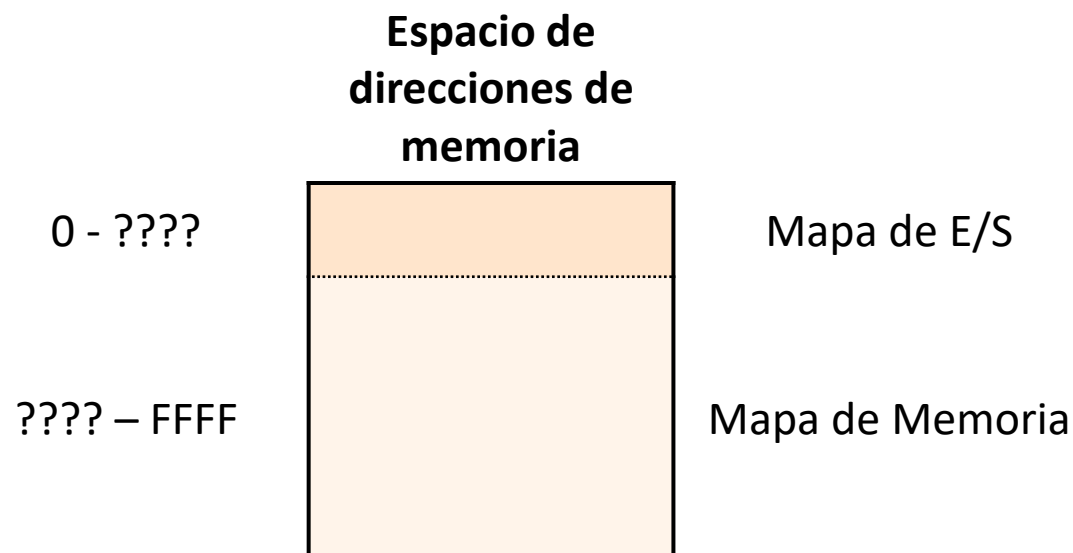 Espacio de
direcciones de
memoria
0 - ????
Mapa de E/S
???? – FFFF
Mapa de Memoria